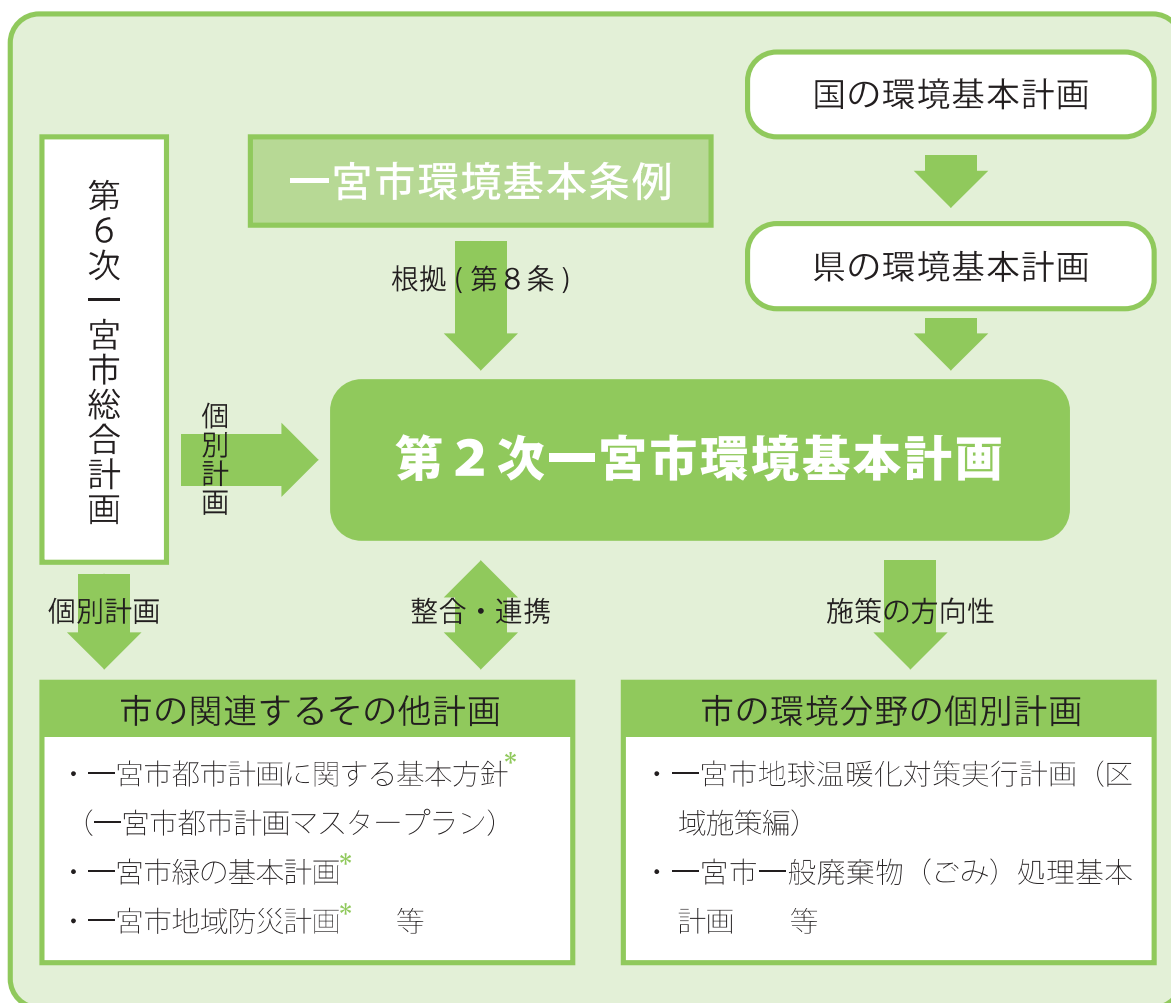 国の環境基本計画
一宮市環境基本条例
第6次一宮市総合計画
県の環境基本計画
根拠(第8条)
個別計画
第2次一宮市環境基本計画
個別計画
整合・連携
施策の方向性
市の関連するその他計画
・一宮市都市計画に関する基本方針*
（一宮市都市計画マスタープラン）
・一宮市緑の基本計画*
・一宮市地域防災計画*　等
市の環境分野の個別計画
・一宮市地球温暖化対策実行計画（区
域施策編）
・一宮市一般廃棄物（ごみ）処理基本
計画　等